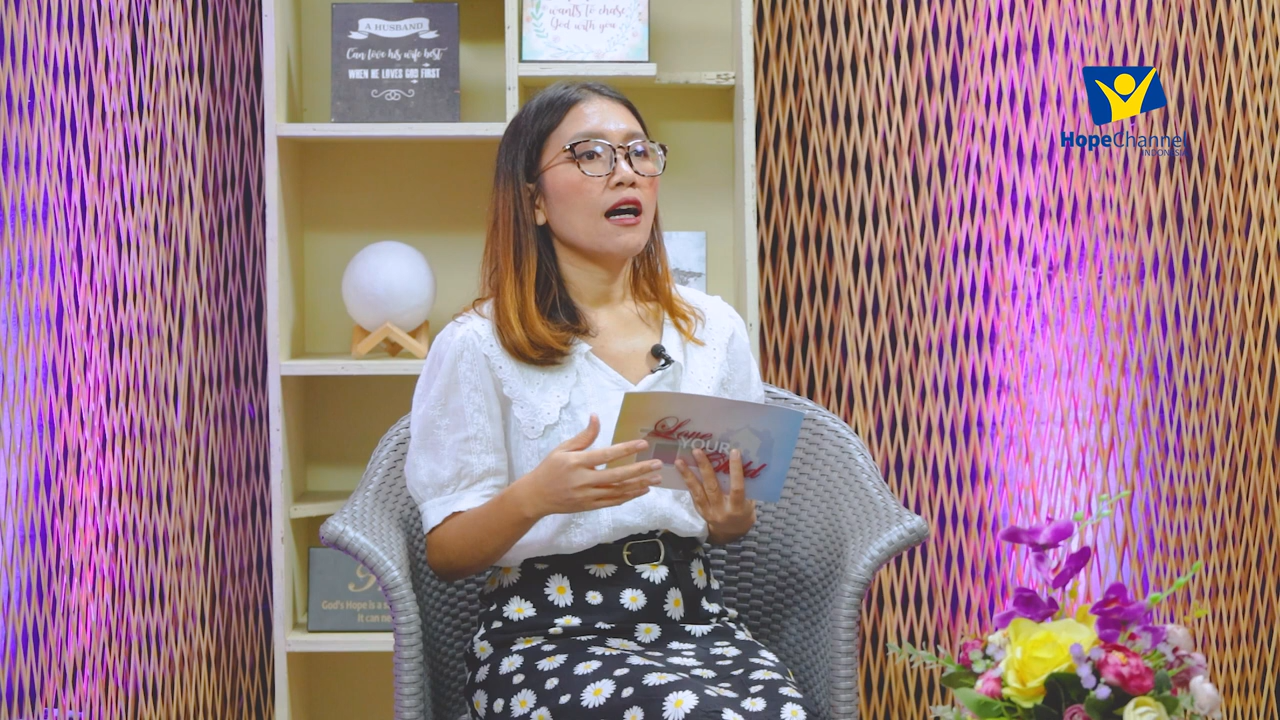 A HUSBAND
Can love his wife best
WHEN HE LOVES GOD FIRST
wants to chase
God with you
HopeChannel
INDONESIA
Love
YOUR
Child
God's Hope is a
it can ne